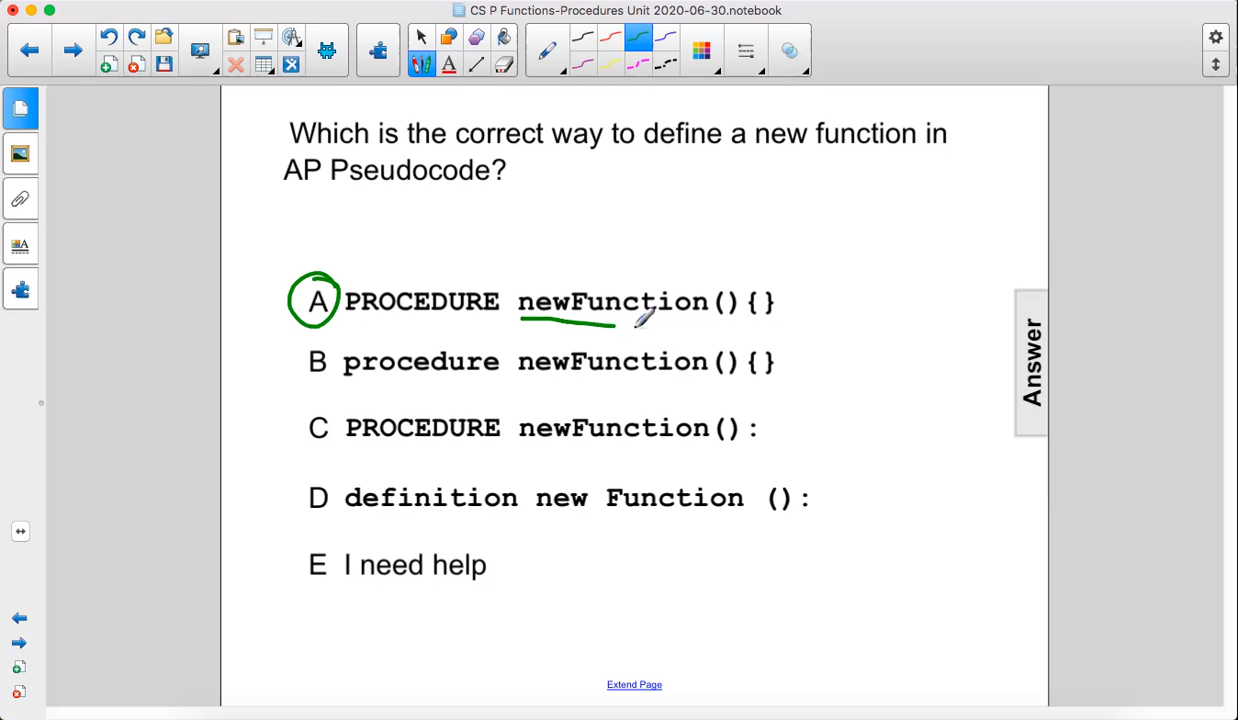 CS P Functions-Procedures Unit 2020-06-30.notebook
Which is the correct way to define a new function in
AP Pseudocode?
A PROCEDURE newFunction(){}
B procedure newFunction(){}
C PROCEDURE newFunction():
D definition new Function ():
E I need help
Answer
Extend Page